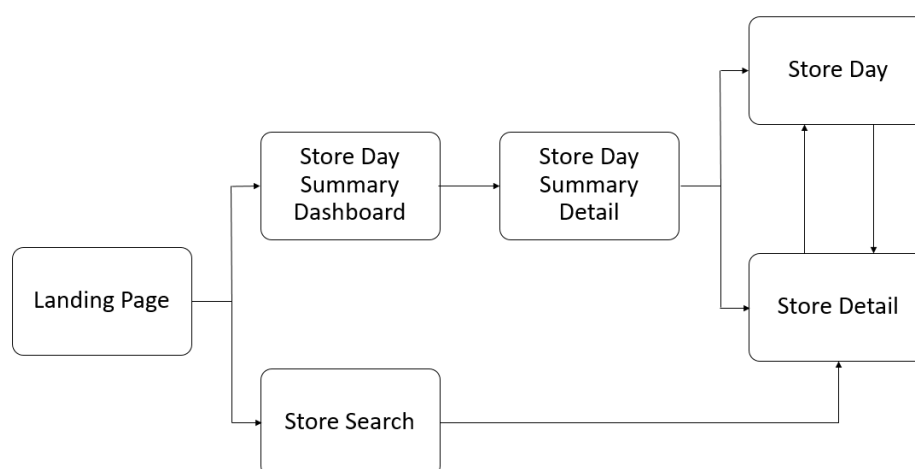 Store Day
Store Day
Summary
Dashboard
Store Day
Summary
Detail
Landing Page
Store Detail
Store Search